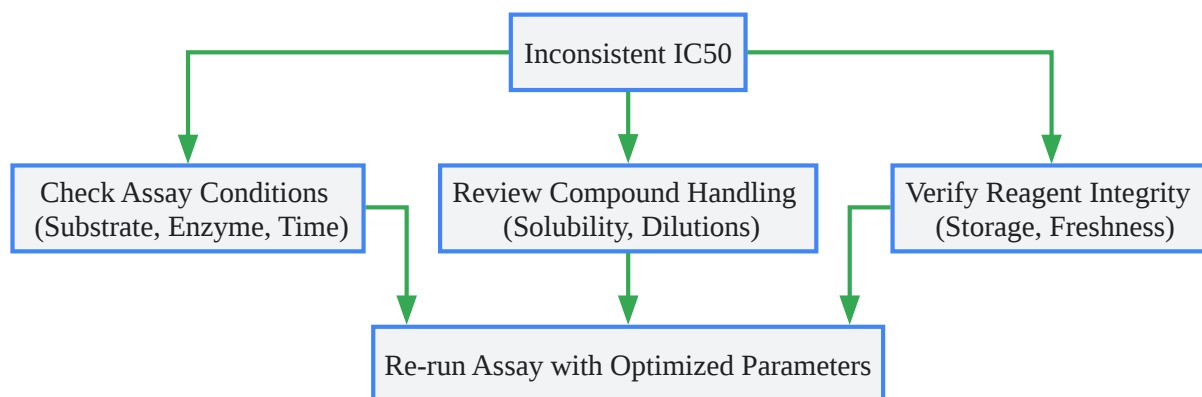 Inconsistent IC50
Check Assay Conditions
(Substrate, Enzyme, Time)
Review Compound Handling
(Solubility, Dilutions)
Verify Reagent Integrity
(Storage, Freshness)
Re-run Assay with Optimized Parameters